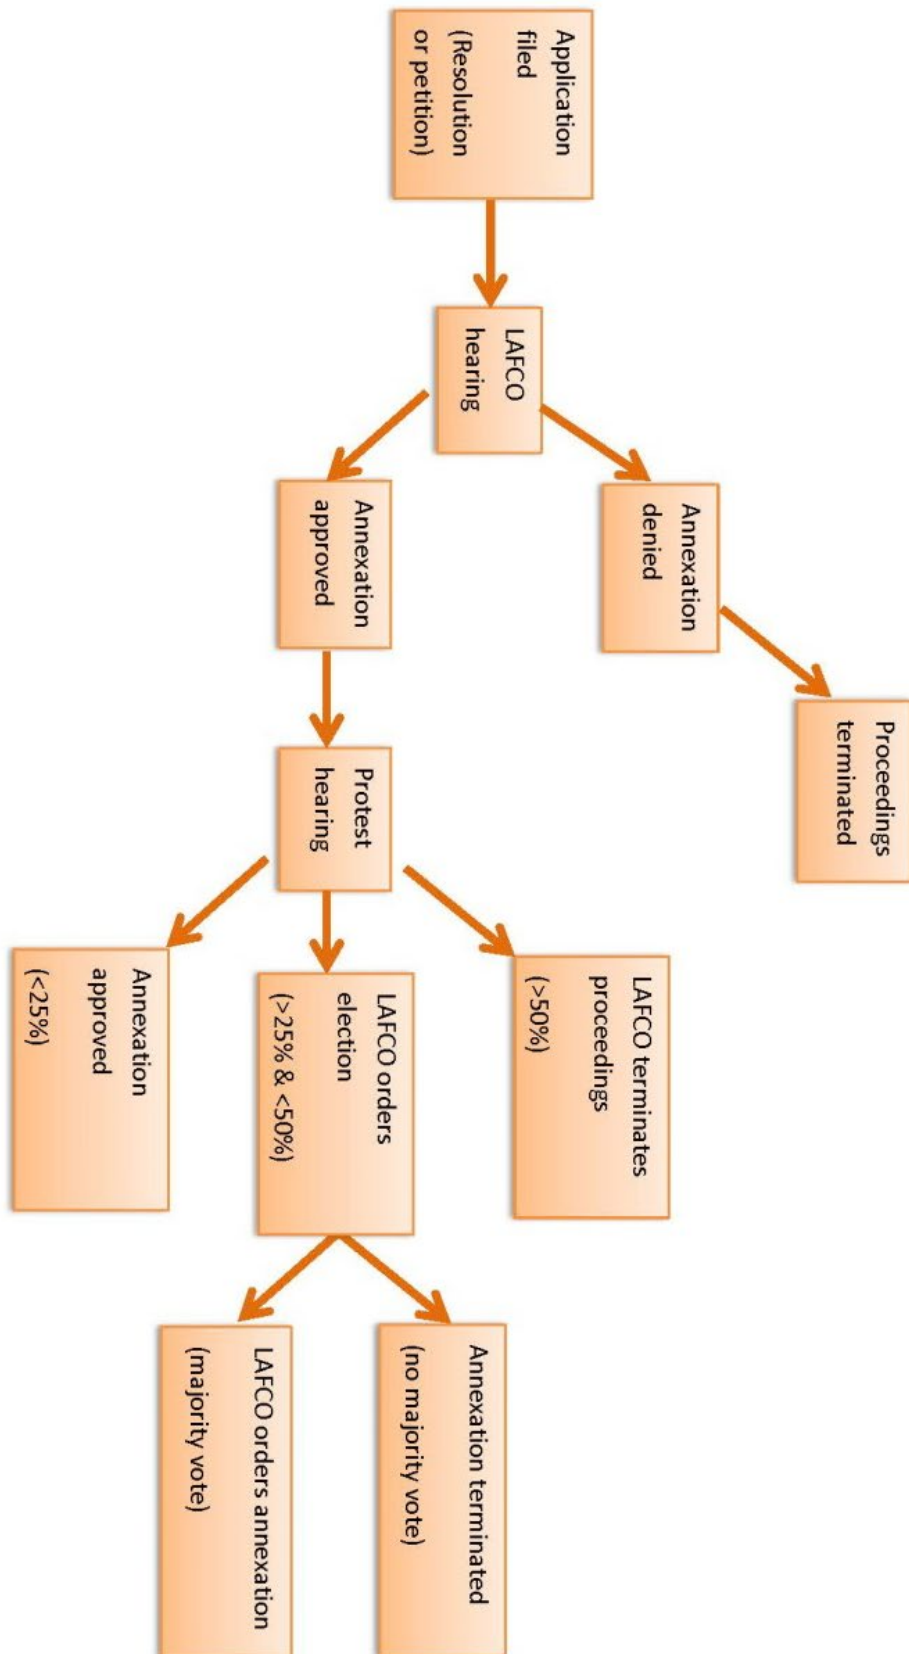 Application
filed
(Resolution
or petition)
LAFCO
hearing
Annexation
denied
Proceedings
terminated
Annexation
approved
Protest
hearing
LAFCO terminates
proceedings
(>50%)
LAFCO orders
election
(>25% & <50%)
Annexation
approved
(<25%)
Annexation terminated
(no majority vote)
LAFCO orders annexation
(majority vote)